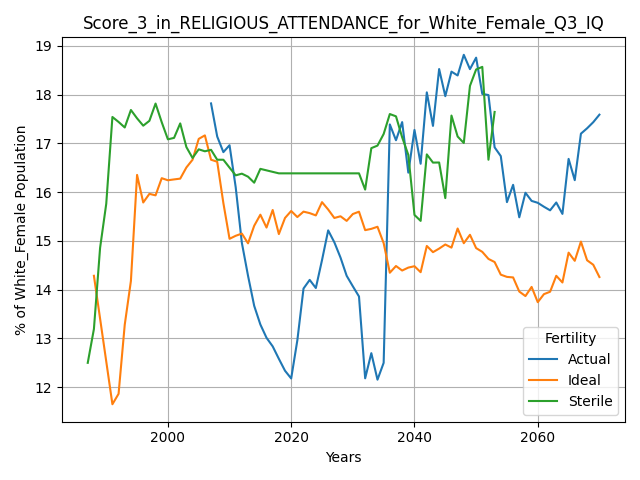 Score_3_in_RELIGIOUS_ATTENDANCE_for_White_Female_Q3_IQ
% of White_Female Population
19
18
17
16
15
14
13
12
2000
2020
2040
2060
Years
Fertility
Actual
Ideal
Sterile